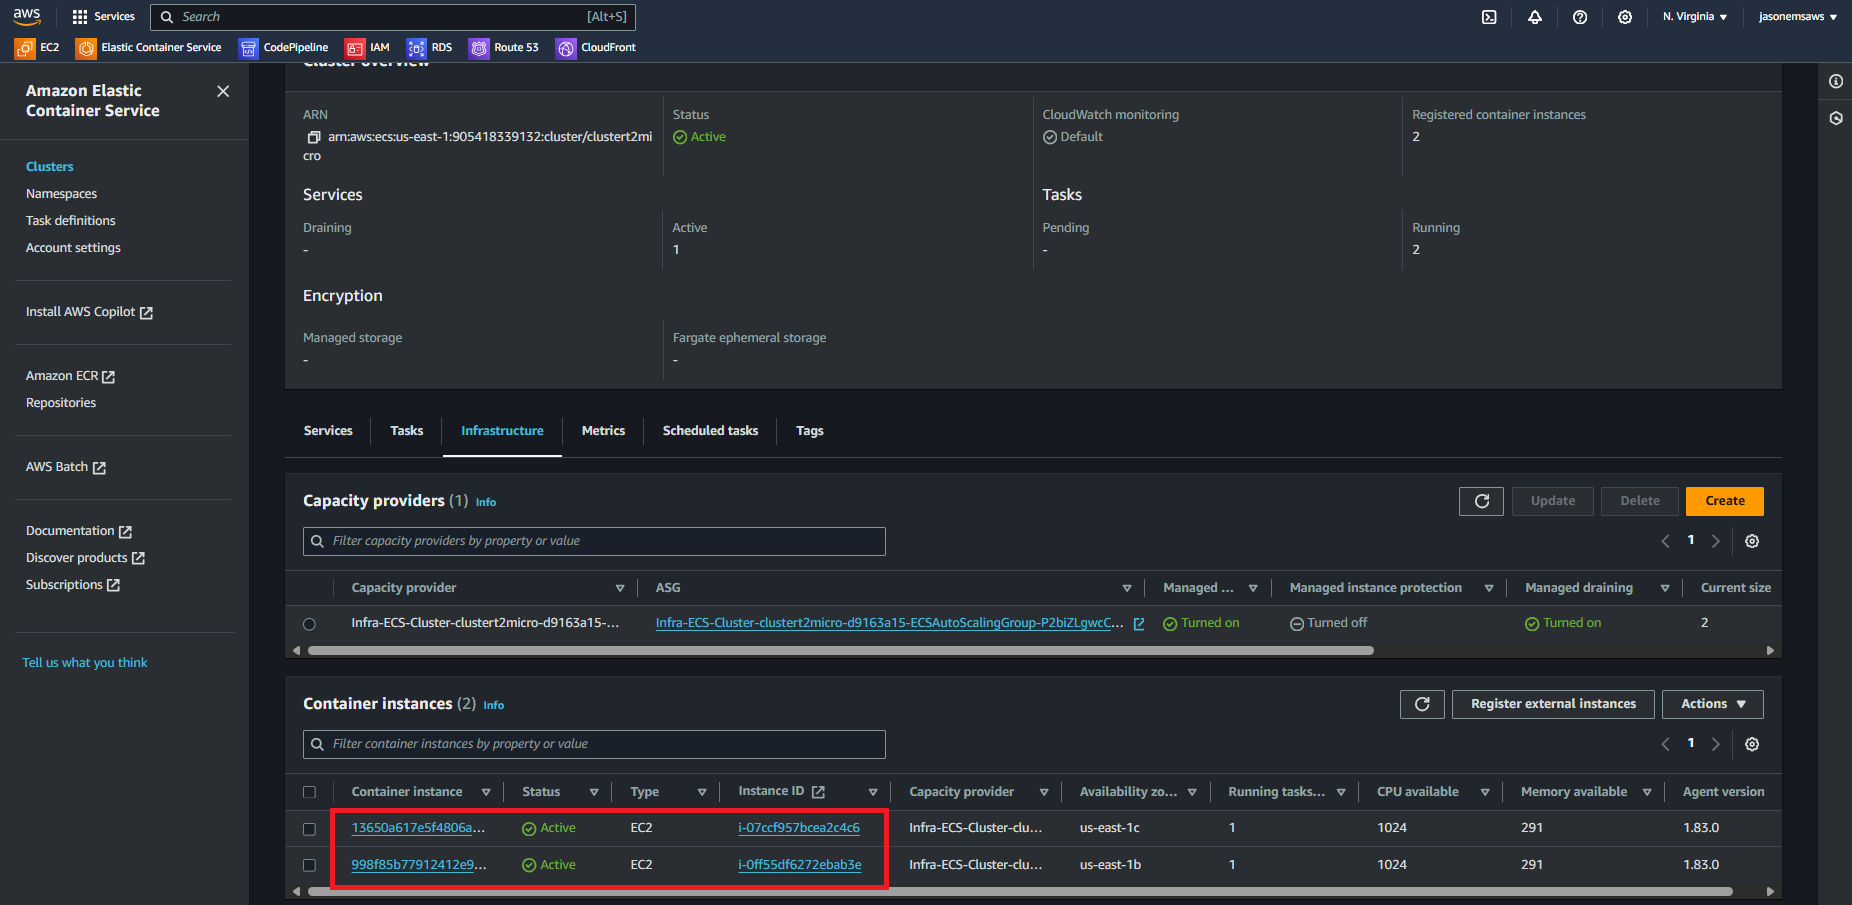 aws Services Search [Alt+S] N. Virginia jasonemsaws
EC2 Elastic Container Service CodePipeline IAM RDS Route 53 CloudFront
Amazon Elastic
Container Service
Clusters
Namespaces
Task definitions
Account settings
Install AWS Copilot
Amazon ECR
Repositories
AWS Batch
Documentation
Discover products
Subscriptions
Tell us what you think
Cluster overview
ARN Status CloudWatch monitoring Registered container instances
arn:aws:ecs:us-east-1:905418339132:cluster/clustert2mi Active Default 2
cro
Services Tasks
Draining Active Pending Running
- 1 - 2
Encryption
Managed storage Fargate ephemeral storage
- -
Services Tasks Infrastructure Metrics Scheduled tasks Tags
Capacity providers (1) Info Update Delete Create
Filter capacity providers by property or value 1
Capacity provider ASG Managed ... Managed instance protection Managed draining Current size
Infra-ECS-Cluster-clustert2micro-d9163a15-... Infra-ECS-Cluster-clustert2micro-d9163a15-ECSAutoScalingGroup-P2biZLgwcC... Turned on Turned off Turned on 2
Container instances (2) Info Register external instances Actions
Filter container instances by property or value 1
Container instance Status Type Instance ID Capacity provider Availability zo... Running tasks... CPU available Memory available Agent version
13650a617e5f4806a... Active EC2 i-07ccf957bcea2c4c6 Infra-ECS-Cluster-clu... us-east-1c 1 1024 291 1.83.0
998f85b77912412e9... Active EC2 i-0ff55df6272ebab3e Infra-ECS-Cluster-clu... us-east-1b 1 1024 291 1.83.0